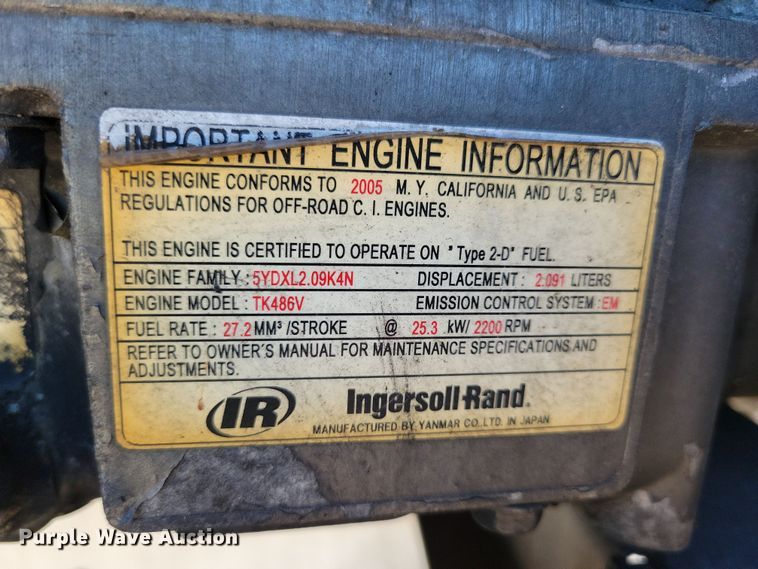 IMPORTANT ENGINE INFORMATION
THIS ENGINE CONFORMS TO 2005 M.Y. CALIFORNIA AND U.S. EPA
REGULATIONS FOR OFF-ROAD C.I. ENGINES.
THIS ENGINE IS CERTIFIED TO OPERATE ON "Type 2-D" FUEL.
ENGINE FAMILY : 5YDXL2.09K4N DISPLACEMENT : 2.091 LITERS
ENGINE MODEL : TK486V EMISSION CONTROL SYSTEM : EM
FUEL RATE : 27.2 MM³ /STROKE @ 25.3 kW/ 2200 RPM
REFER TO OWNER'S MANUAL FOR MAINTENANCE SPECIFICATIONS AND
ADJUSTMENTS.
IR Ingersoll-Rand.
MANUFACTURED BY YANMAR CO.,LTD. IN JAPAN
Purple Wave Auction